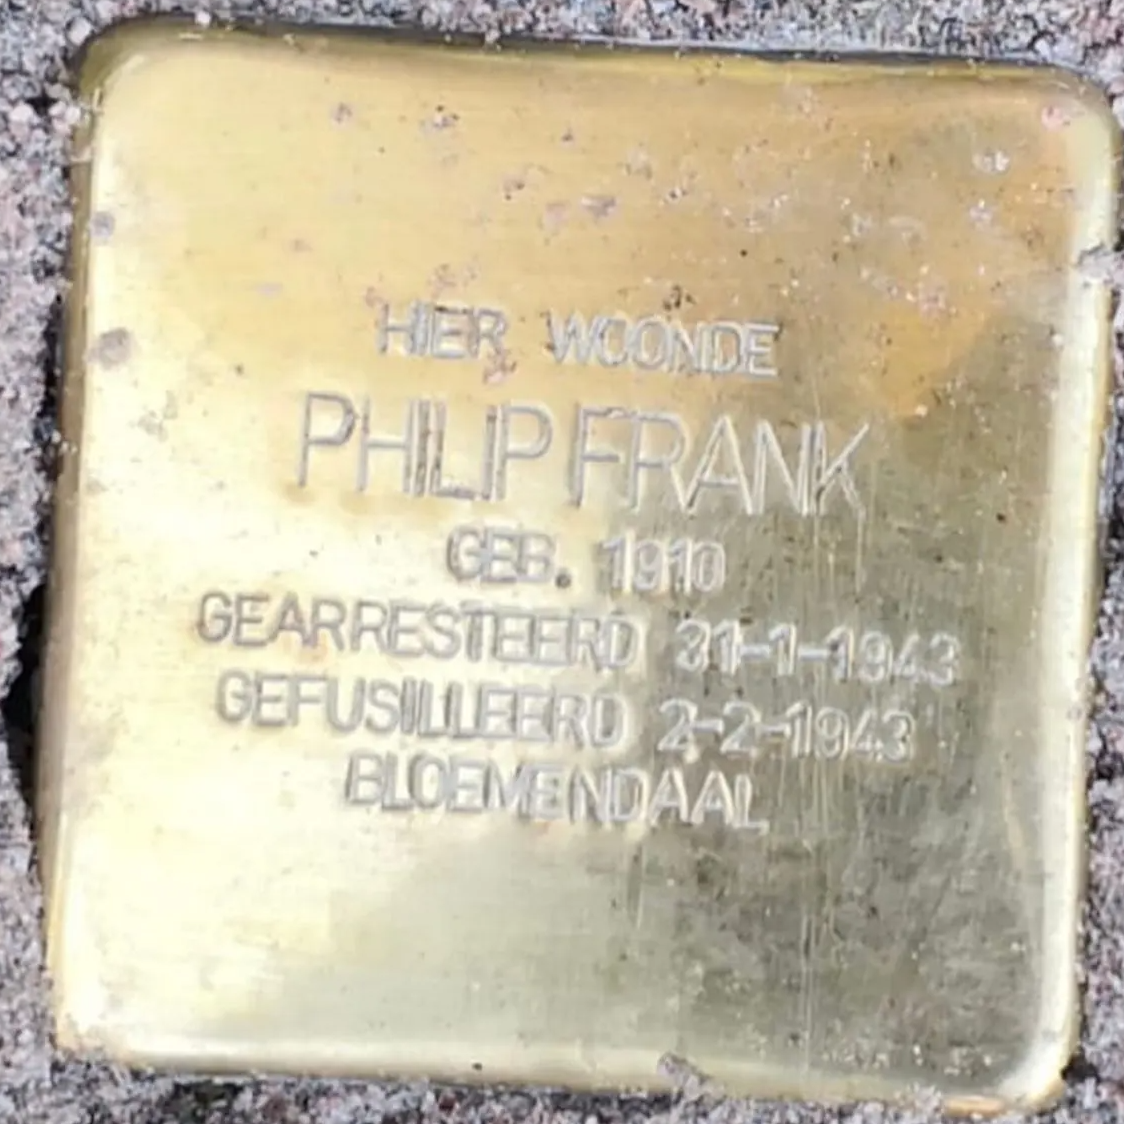 HIER WOONDE
PHILIP FRANK
GEB. 1910
GEARRESTEERD 31-1-1943
GEFUSILLEERD 2-2-1943
BLOEMENDAAL